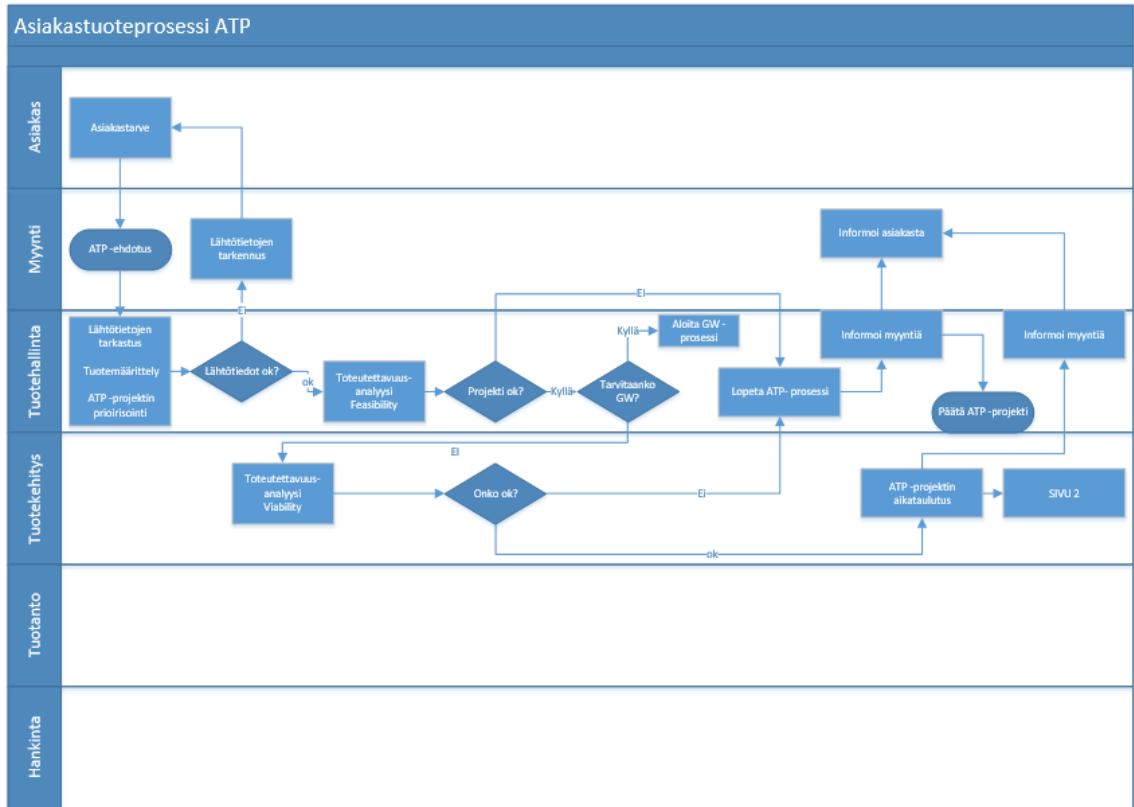 Asiakastuoteprosessi ATP
Asiakas
Asiakastarve
Myynti
ATP -ehdotus
Lähtötietojen
tarkennus
Informoi asiakasta
Ei
EI
Tuotehallinta
Lähtötietojen
tarkastus
Tuotemäärittely
ATP-projektin
prioirisointi
Lähtötiedot ok?
ok
Toteutettavuus-
analyysi
Feasibility
Projekti ok?
Kyllä
Tarvitaanko
GW?
Kyllä
Aloita GW -
prosessi
Lopeta ATP- prosessi
Informoi myyntiä
Päätä ATP -projekti
Informoi myyntiä
Tuotekehitys
EI
Toteutettavuus-
analyysi
Viability
Onko ok?
Ei
ok
ATP -projektin
aikataulutus
SIVU 2
Tuotanto
Hankinta